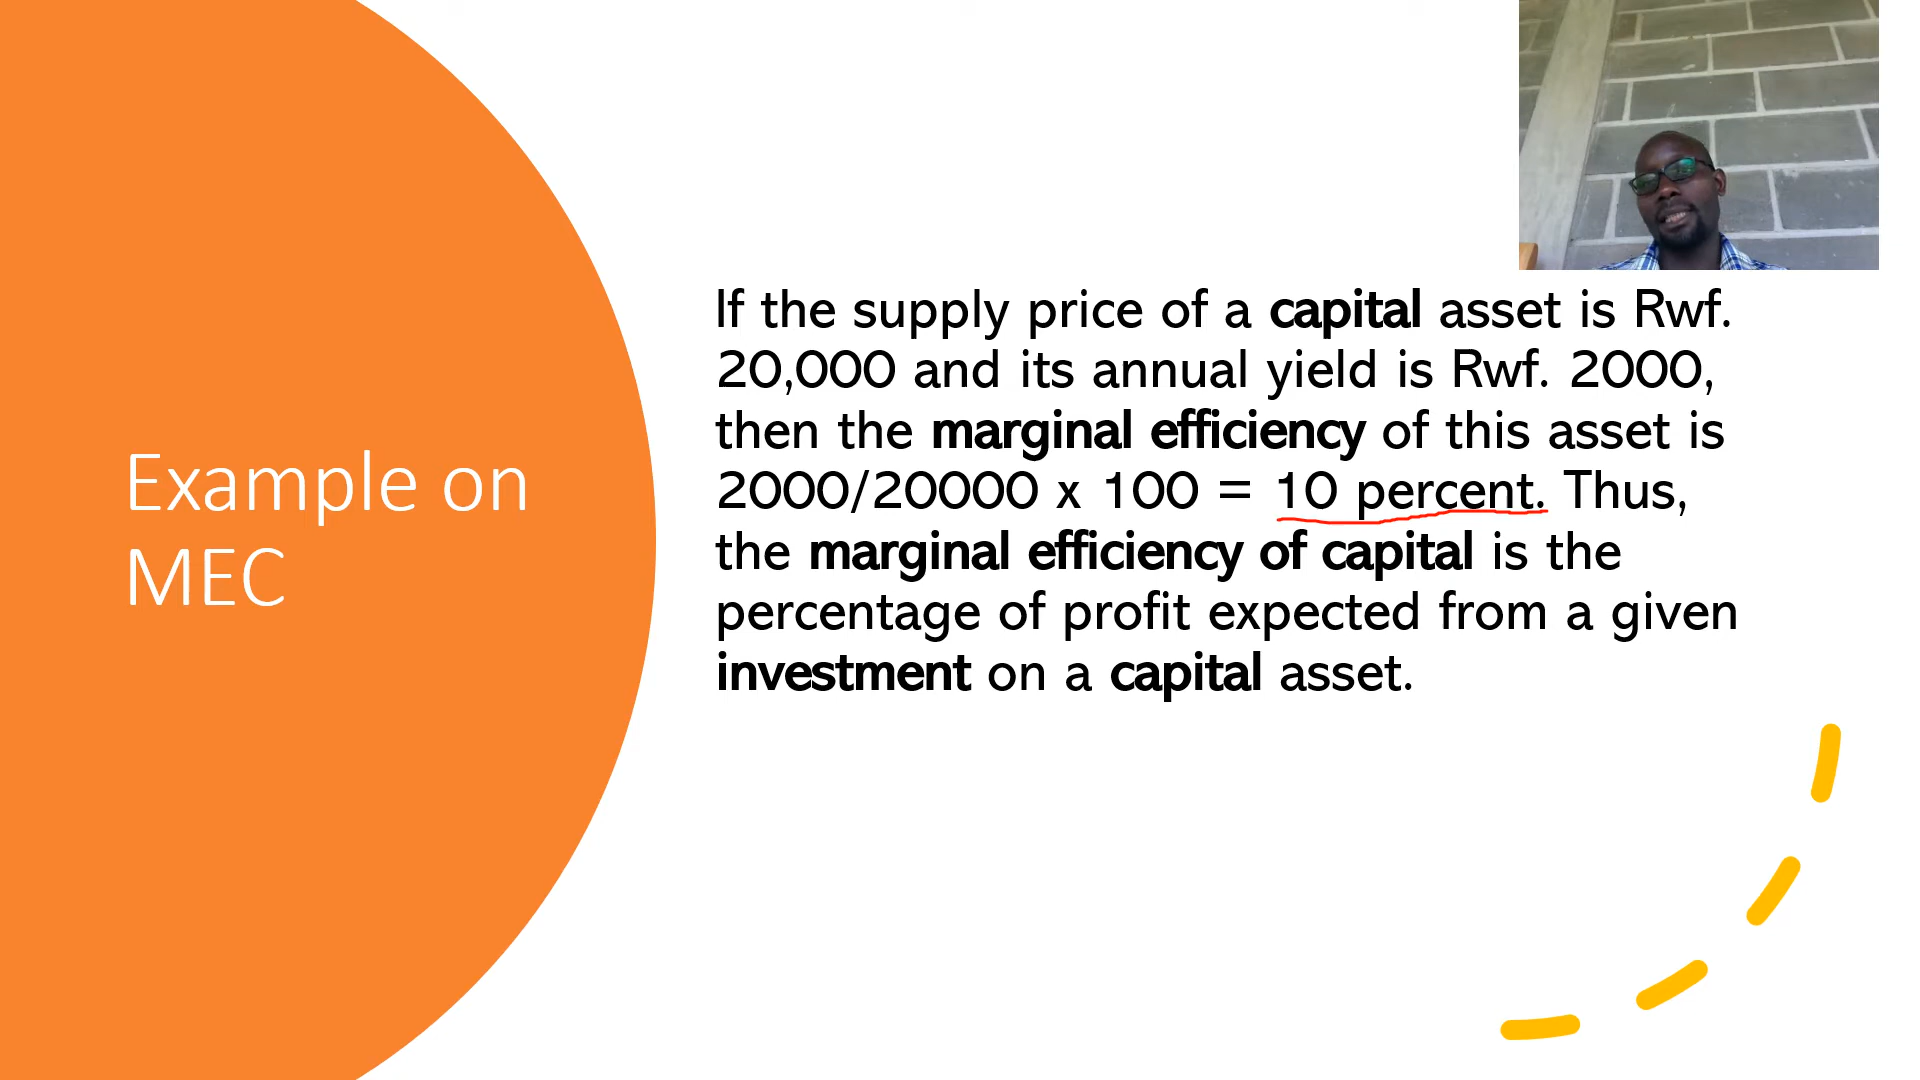 Example on
MEC
If the supply price of a capital asset is Rwf.
20,000 and its annual yield is Rwf. 2000,
then the marginal efficiency of this asset is
2000/20000 x 100 = 10 percent. Thus,
the marginal efficiency of capital is the
percentage of profit expected from a given
investment on a capital asset.